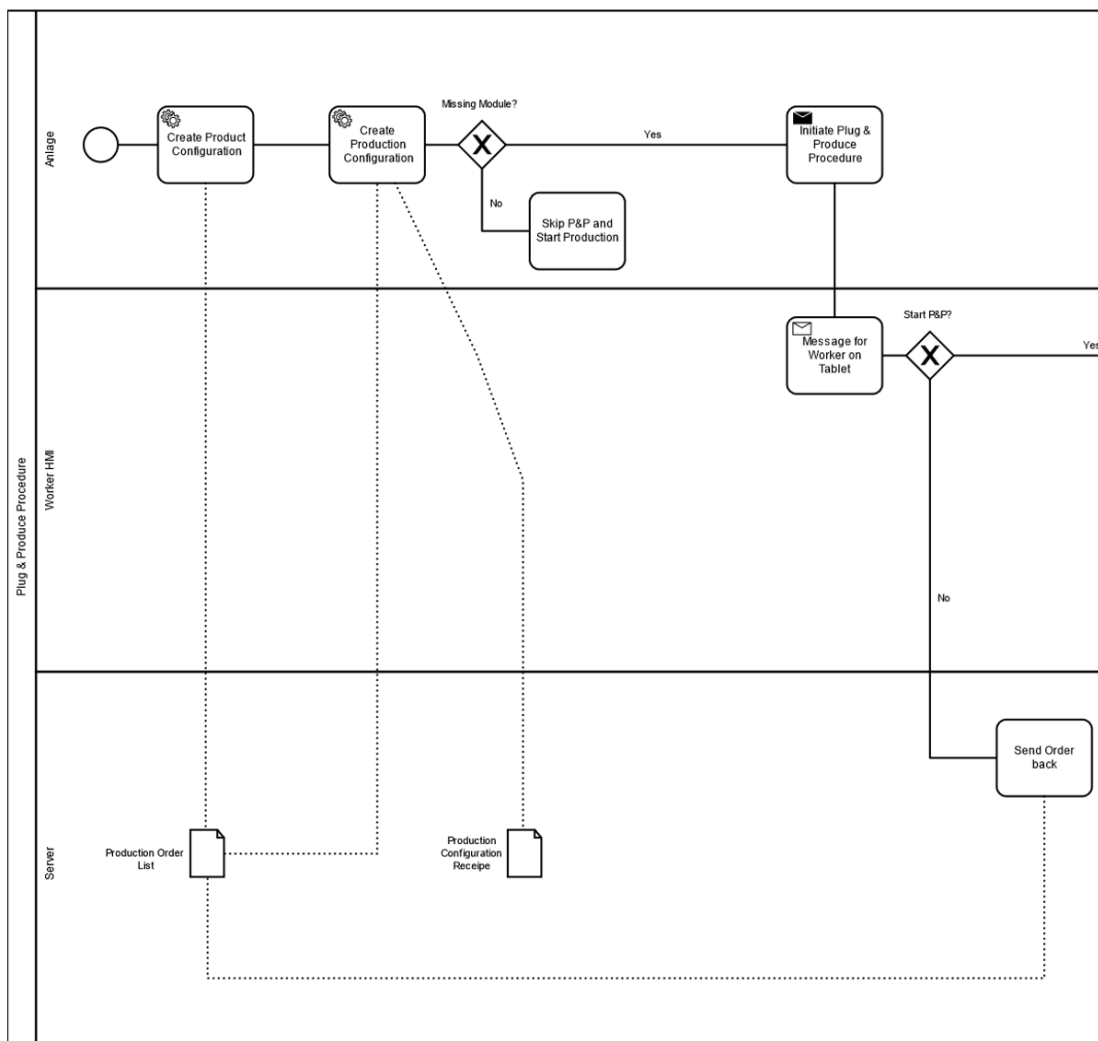 Plug & Produce Procedure
Anlage
Create Product
Configuration
Create
Production
Configuration
Missing Module?
Yes
No
Skip P&P and
Start Production
Initiate Plug &
Produce
Procedure
Worker HMI
Message for
Worker on
Tablet
Start P&P?
Yes
No
Server
Send Order
back
Production Order
List
Production
Configuration
Receipe